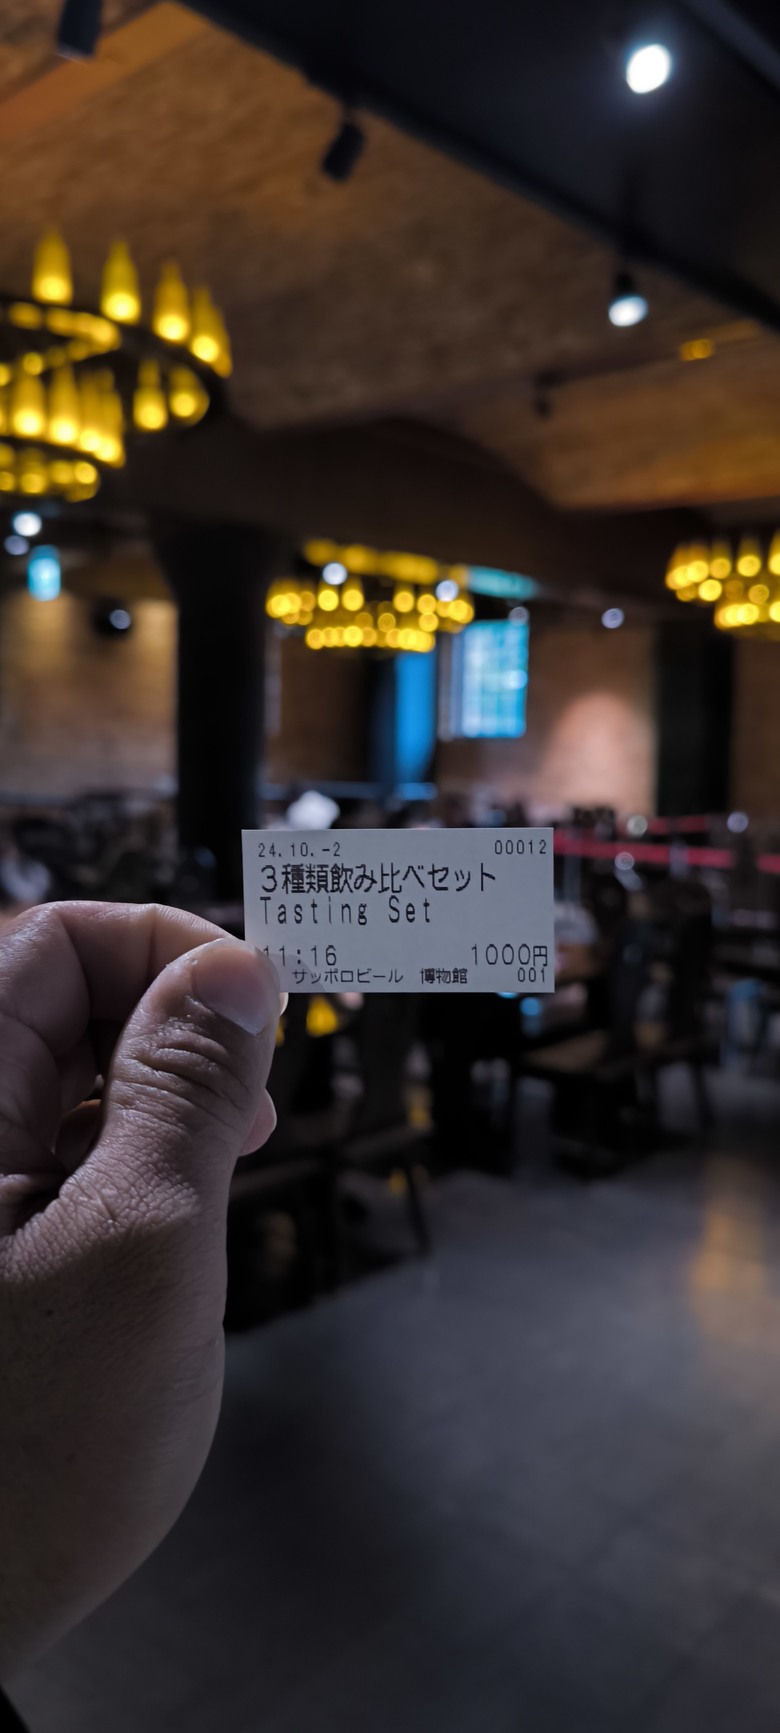 24.10.-2 00012
3種類飲み比べセット
Tasting Set
11:16 1000円
サッポロビール 博物館 001